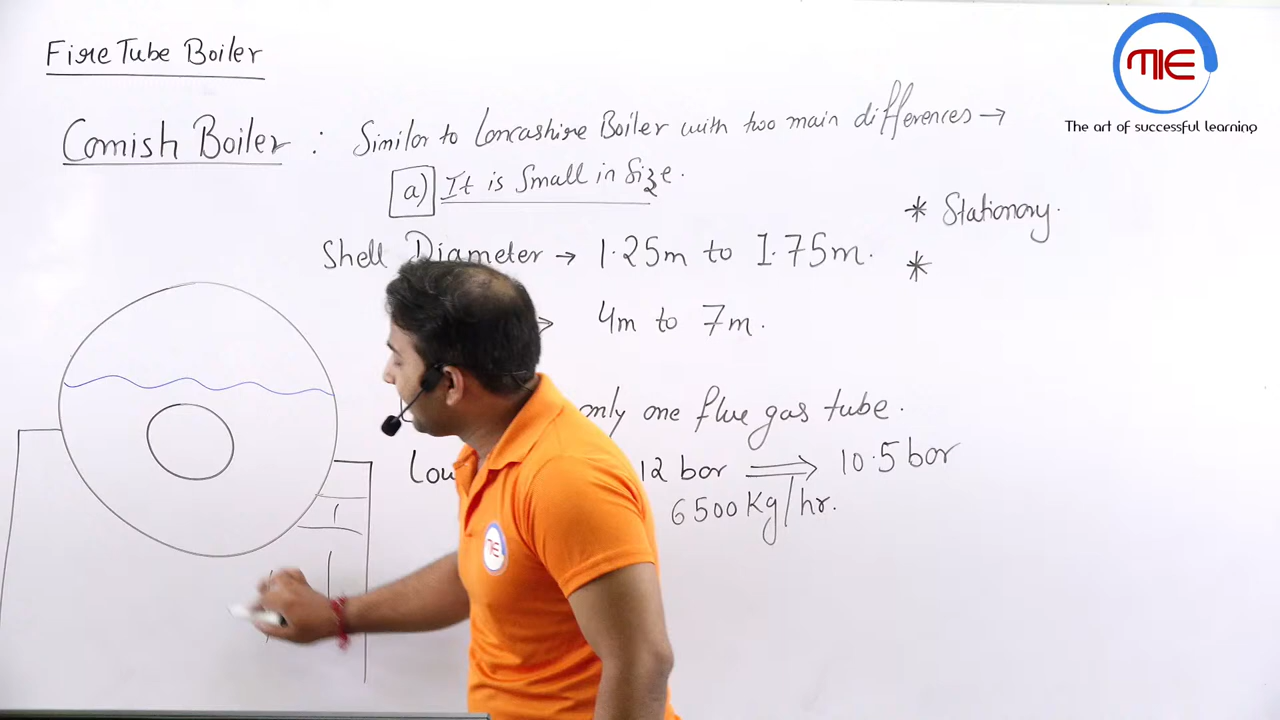 Fire Tube Boiler
TIE
The art of successful learning
Cornish Boiler : Similar to Lancashire Boiler with two main differences →
a) It is Small in Size.
* Stationary.
Shell Diameter → 1.25m to 1.75m.
*
→ 4m to 7m.
only one flue gas tube.
12 bar ⟹ 10.5 bar
6500 Kg/hr.